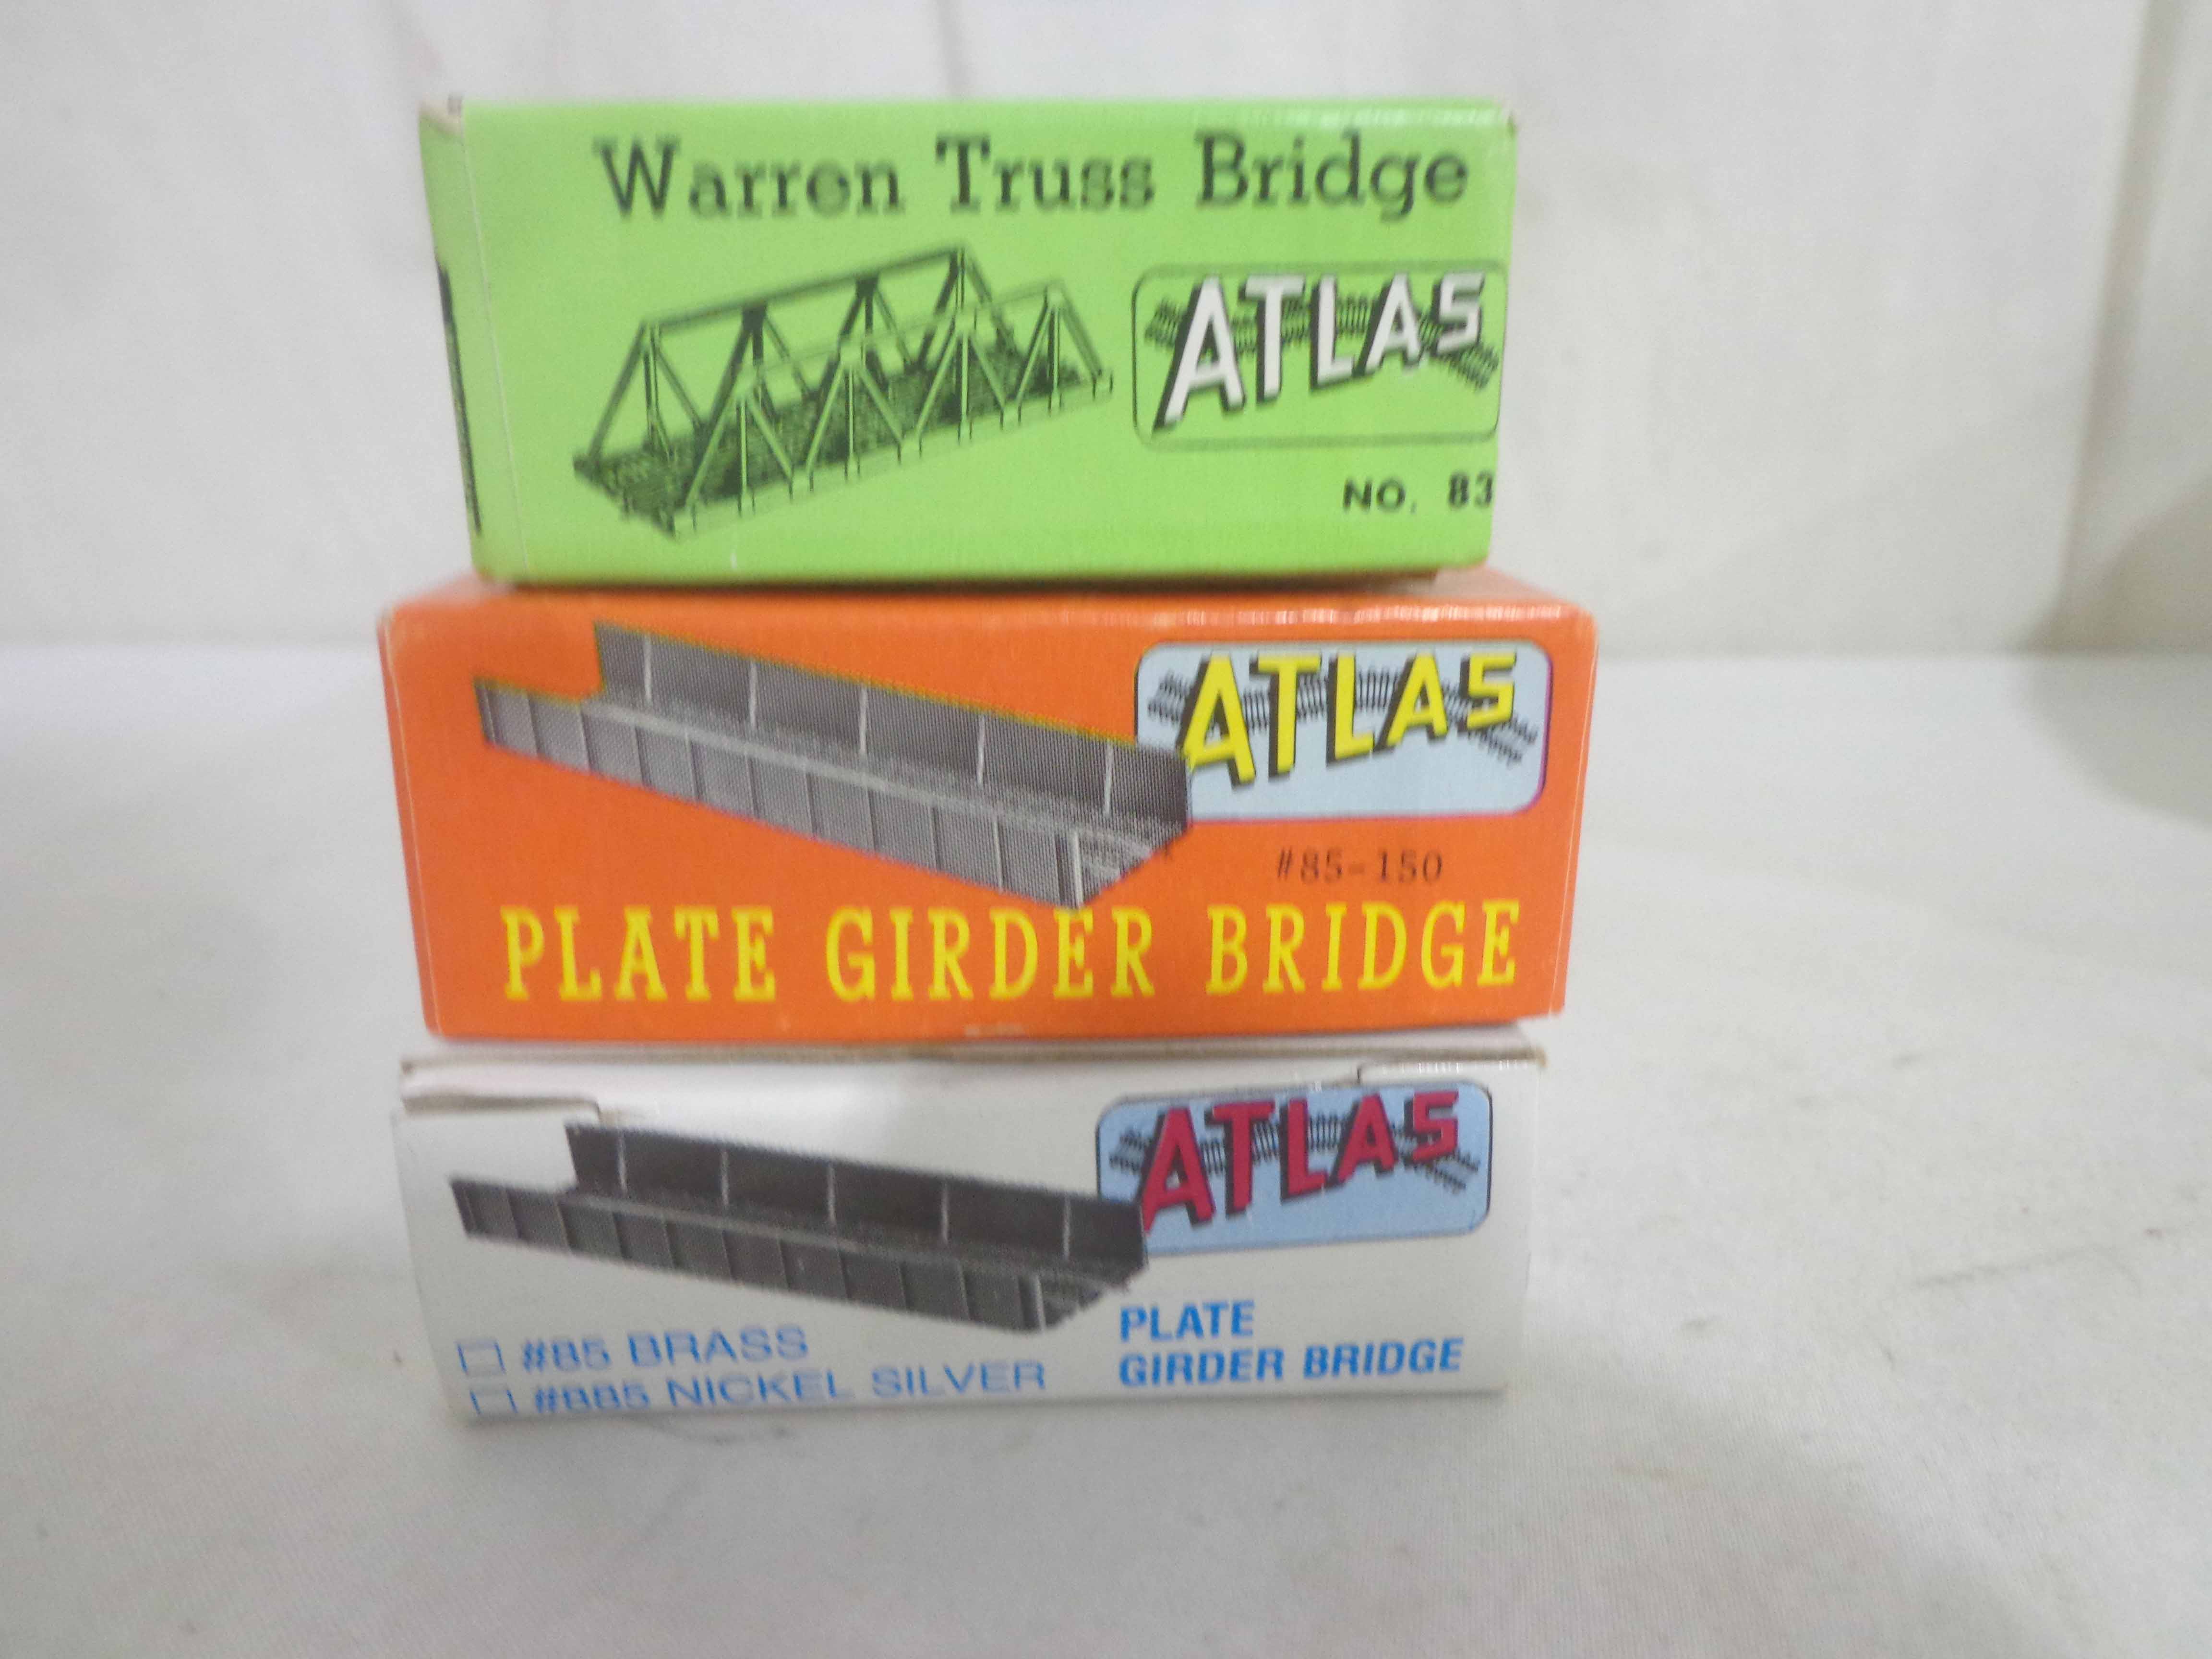 Warren Truss Bridge
ATLAS
NO. 83
ATLAS
#85-150
PLATE GIRDER BRIDGE
ATLAS
PLATE
GIRDER BRIDGE
#85 BRASS
#885 NICKEL SILVER